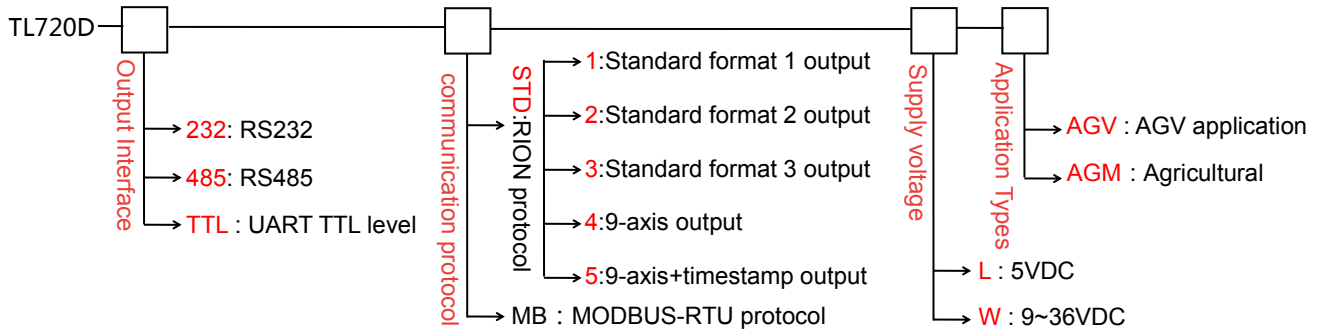 TL720D
Output Interface
232: RS232
485: RS485
TTL : UART TTL level
communication protocol
STD:RION protocol
1:Standard format 1 output
2:Standard format 2 output
3:Standard format 3 output
4:9-axis output
5:9-axis+timestamp output
MB : MODBUS-RTU protocol
Supply voltage
L : 5VDC
W : 9~36VDC
Application Types
AGV : AGV application
AGM : Agricultural